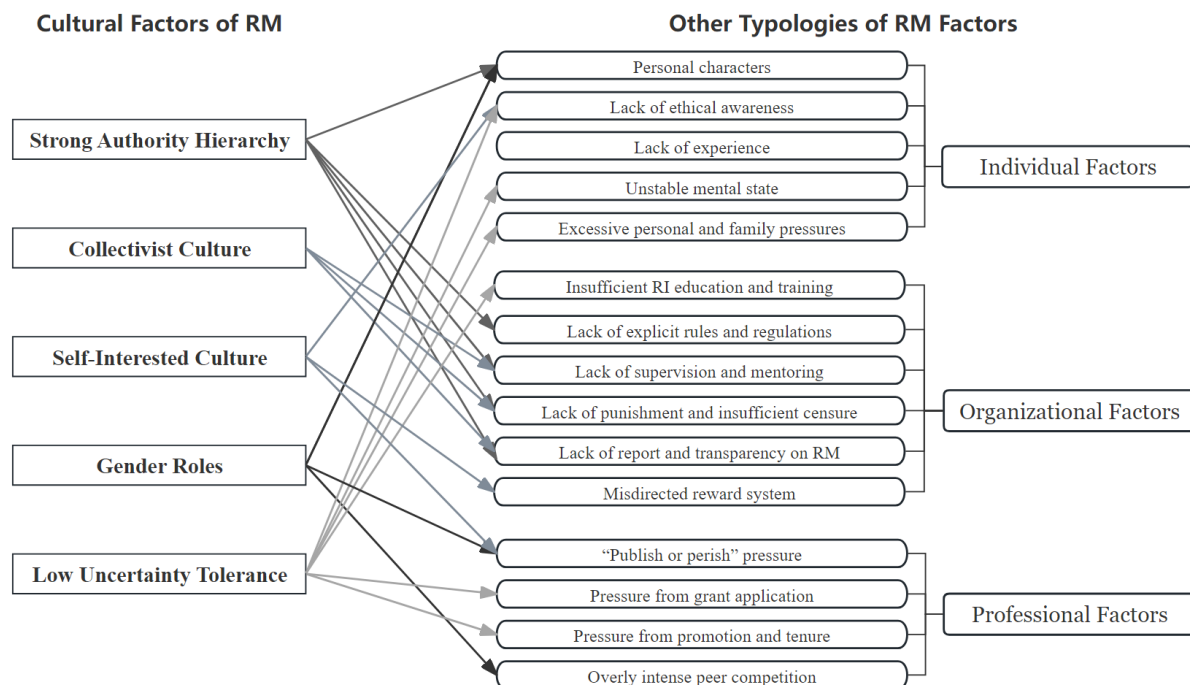 Cultural Factors of RM
Other Typologies of RM Factors
Strong Authority Hierarchy
Collectivist Culture
Self-Interested Culture
Gender Roles
Low Uncertainty Tolerance
Personal characters
Lack of ethical awareness
Lack of experience
Unstable mental state
Excessive personal and family pressures
Insufficient RI education and training
Lack of explicit rules and regulations
Lack of supervision and mentoring
Lack of punishment and insufficient censure
Lack of report and transparency on RM
Misdirected reward system
“Publish or perish” pressure
Pressure from grant application
Pressure from promotion and tenure
Overly intense peer competition
Individual Factors
Organizational Factors
Professional Factors